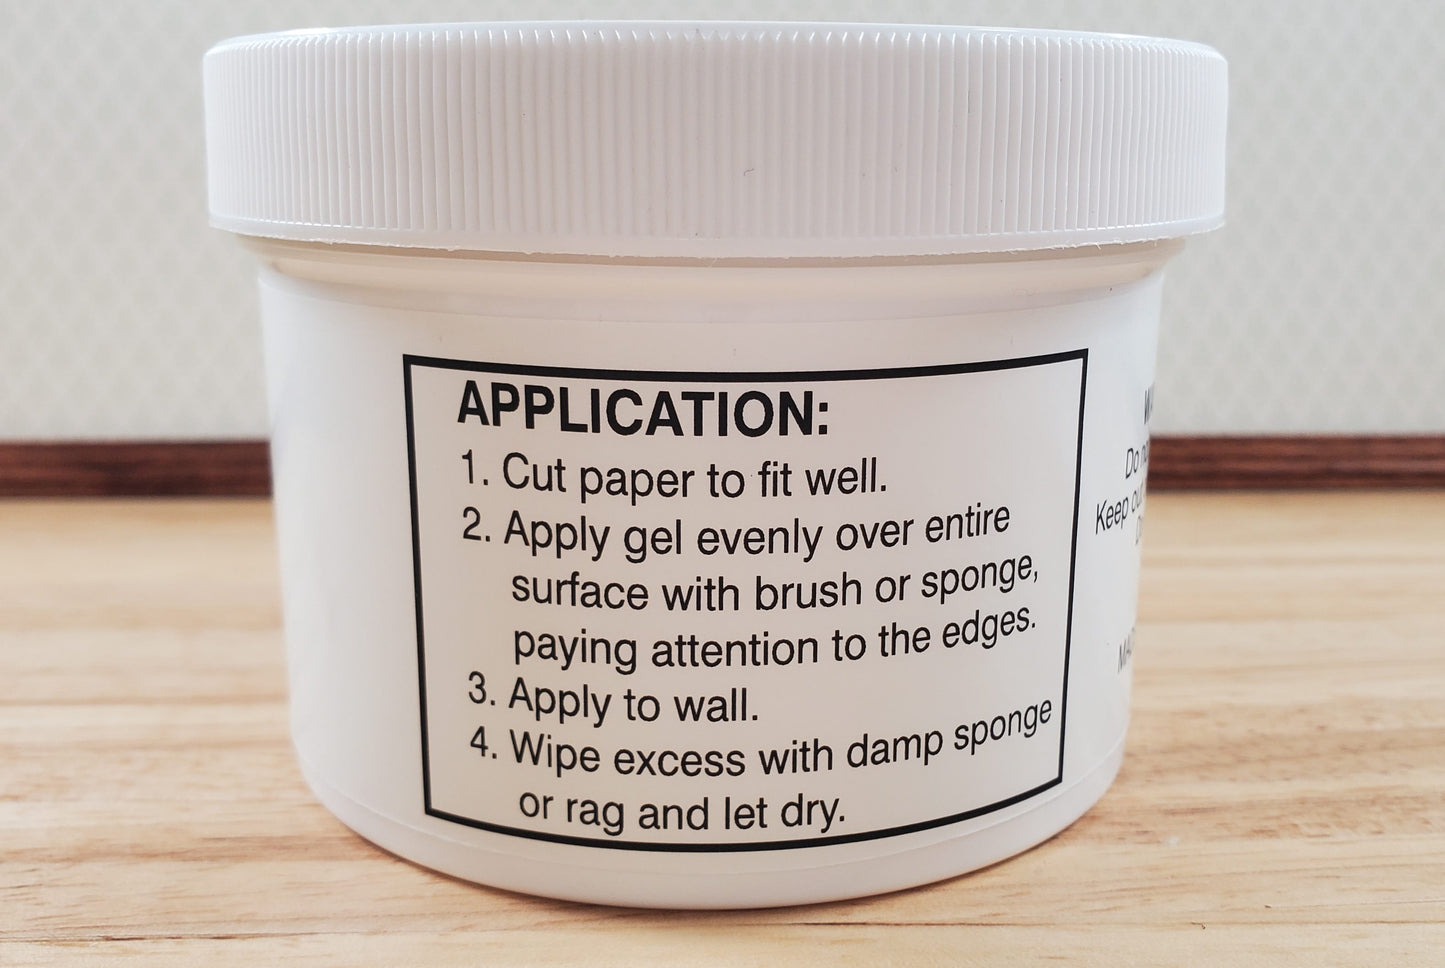 APPLICATION:
1. Cut paper to fit well.
2. Apply gel evenly over entire
surface with brush or sponge,
paying attention to the edges.
3. Apply to wall.
4. Wipe excess with damp sponge
or rag and let dry.
Do
Keep